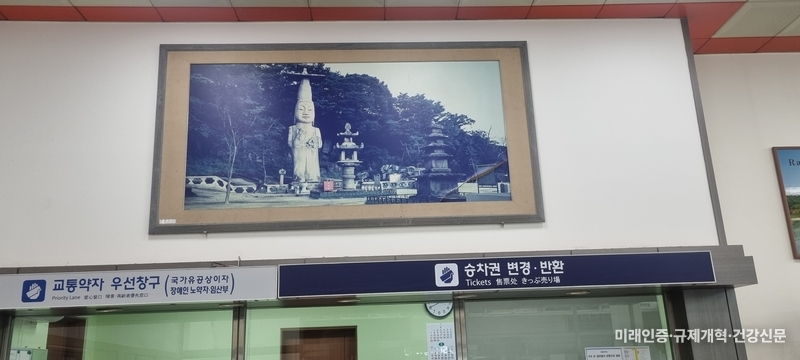 교통약자 우선창구 (국가유공상이자
장애인·노약자·임산부)
Priority Lane
승차권 변경·반환
Tickets 售票处 きっぷ売り場
Ra
미래인증·규제개혁·건강신문